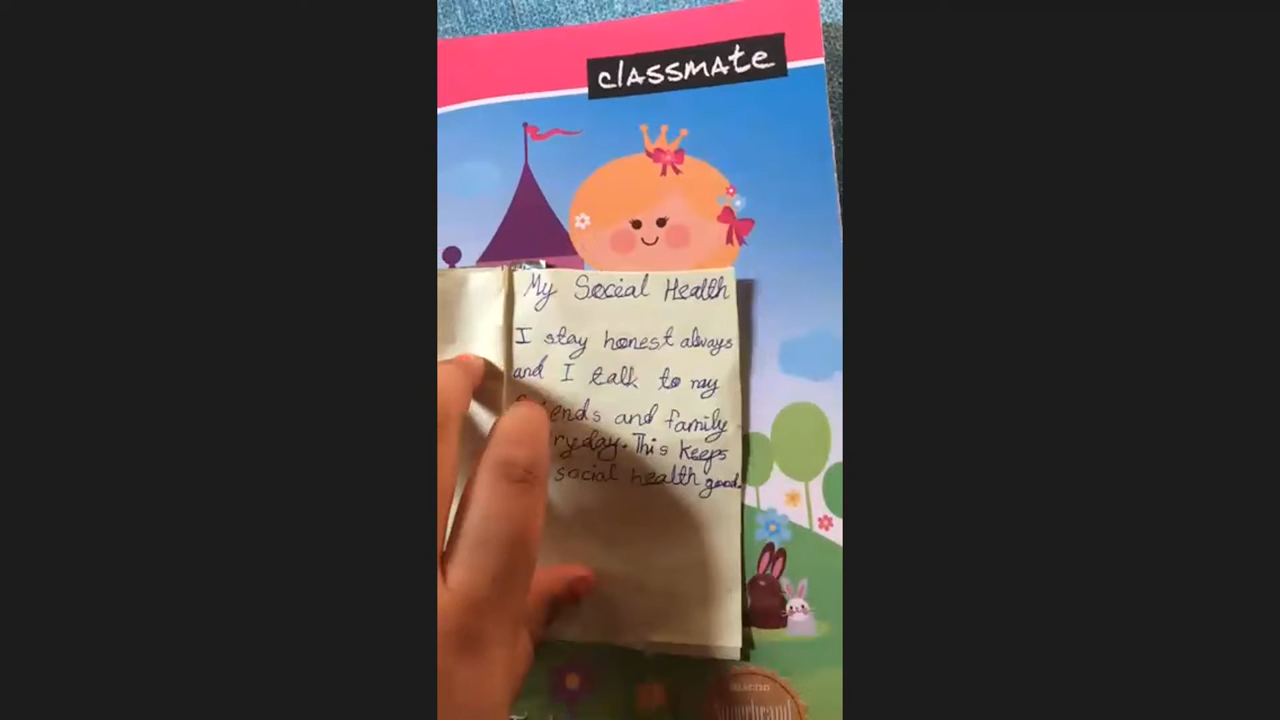 classmate
My Social Health
I stay honest always
and I talk to my
friends and family
ryday. This keeps
social health good.